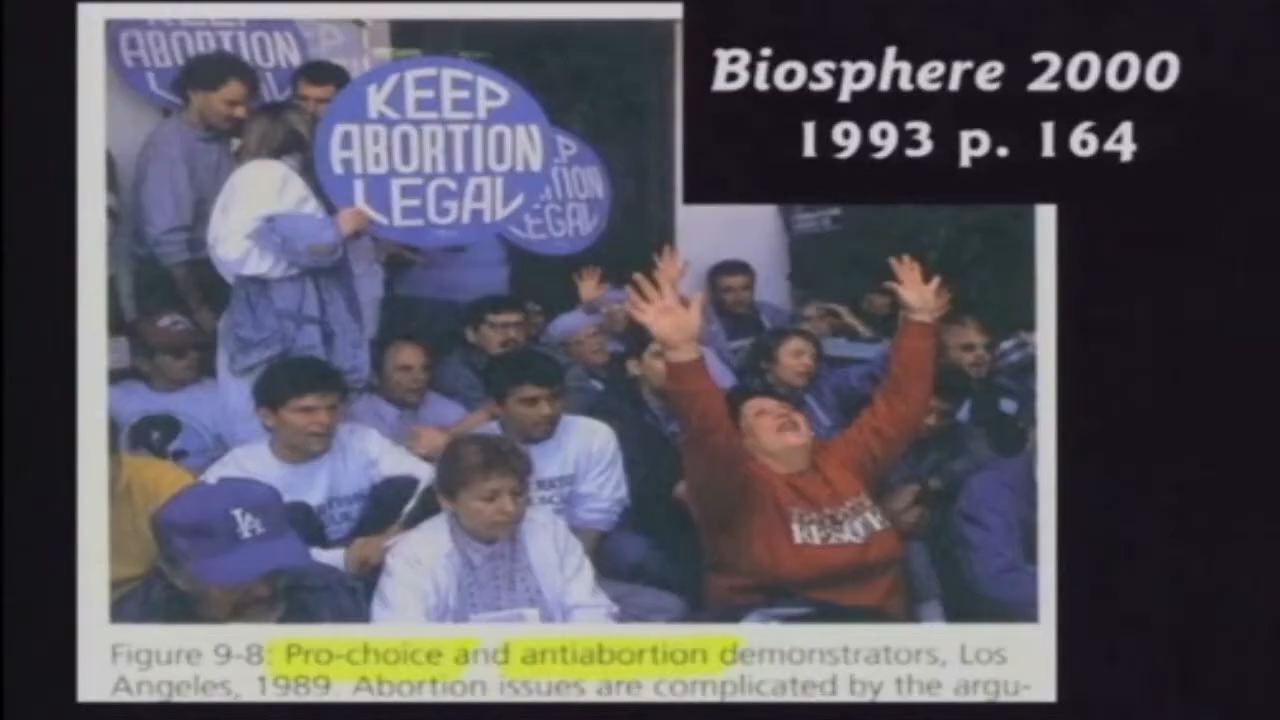 Biosphere 2000
1993 p. 164
ABORTION
KEEP
ABORTION
LEGAL
LA
RESCUE
Figure 9-8: Pro-choice and antiabortion demonstrators, Los
Angeles, 1989. Abortion issues are complicated by the argu-